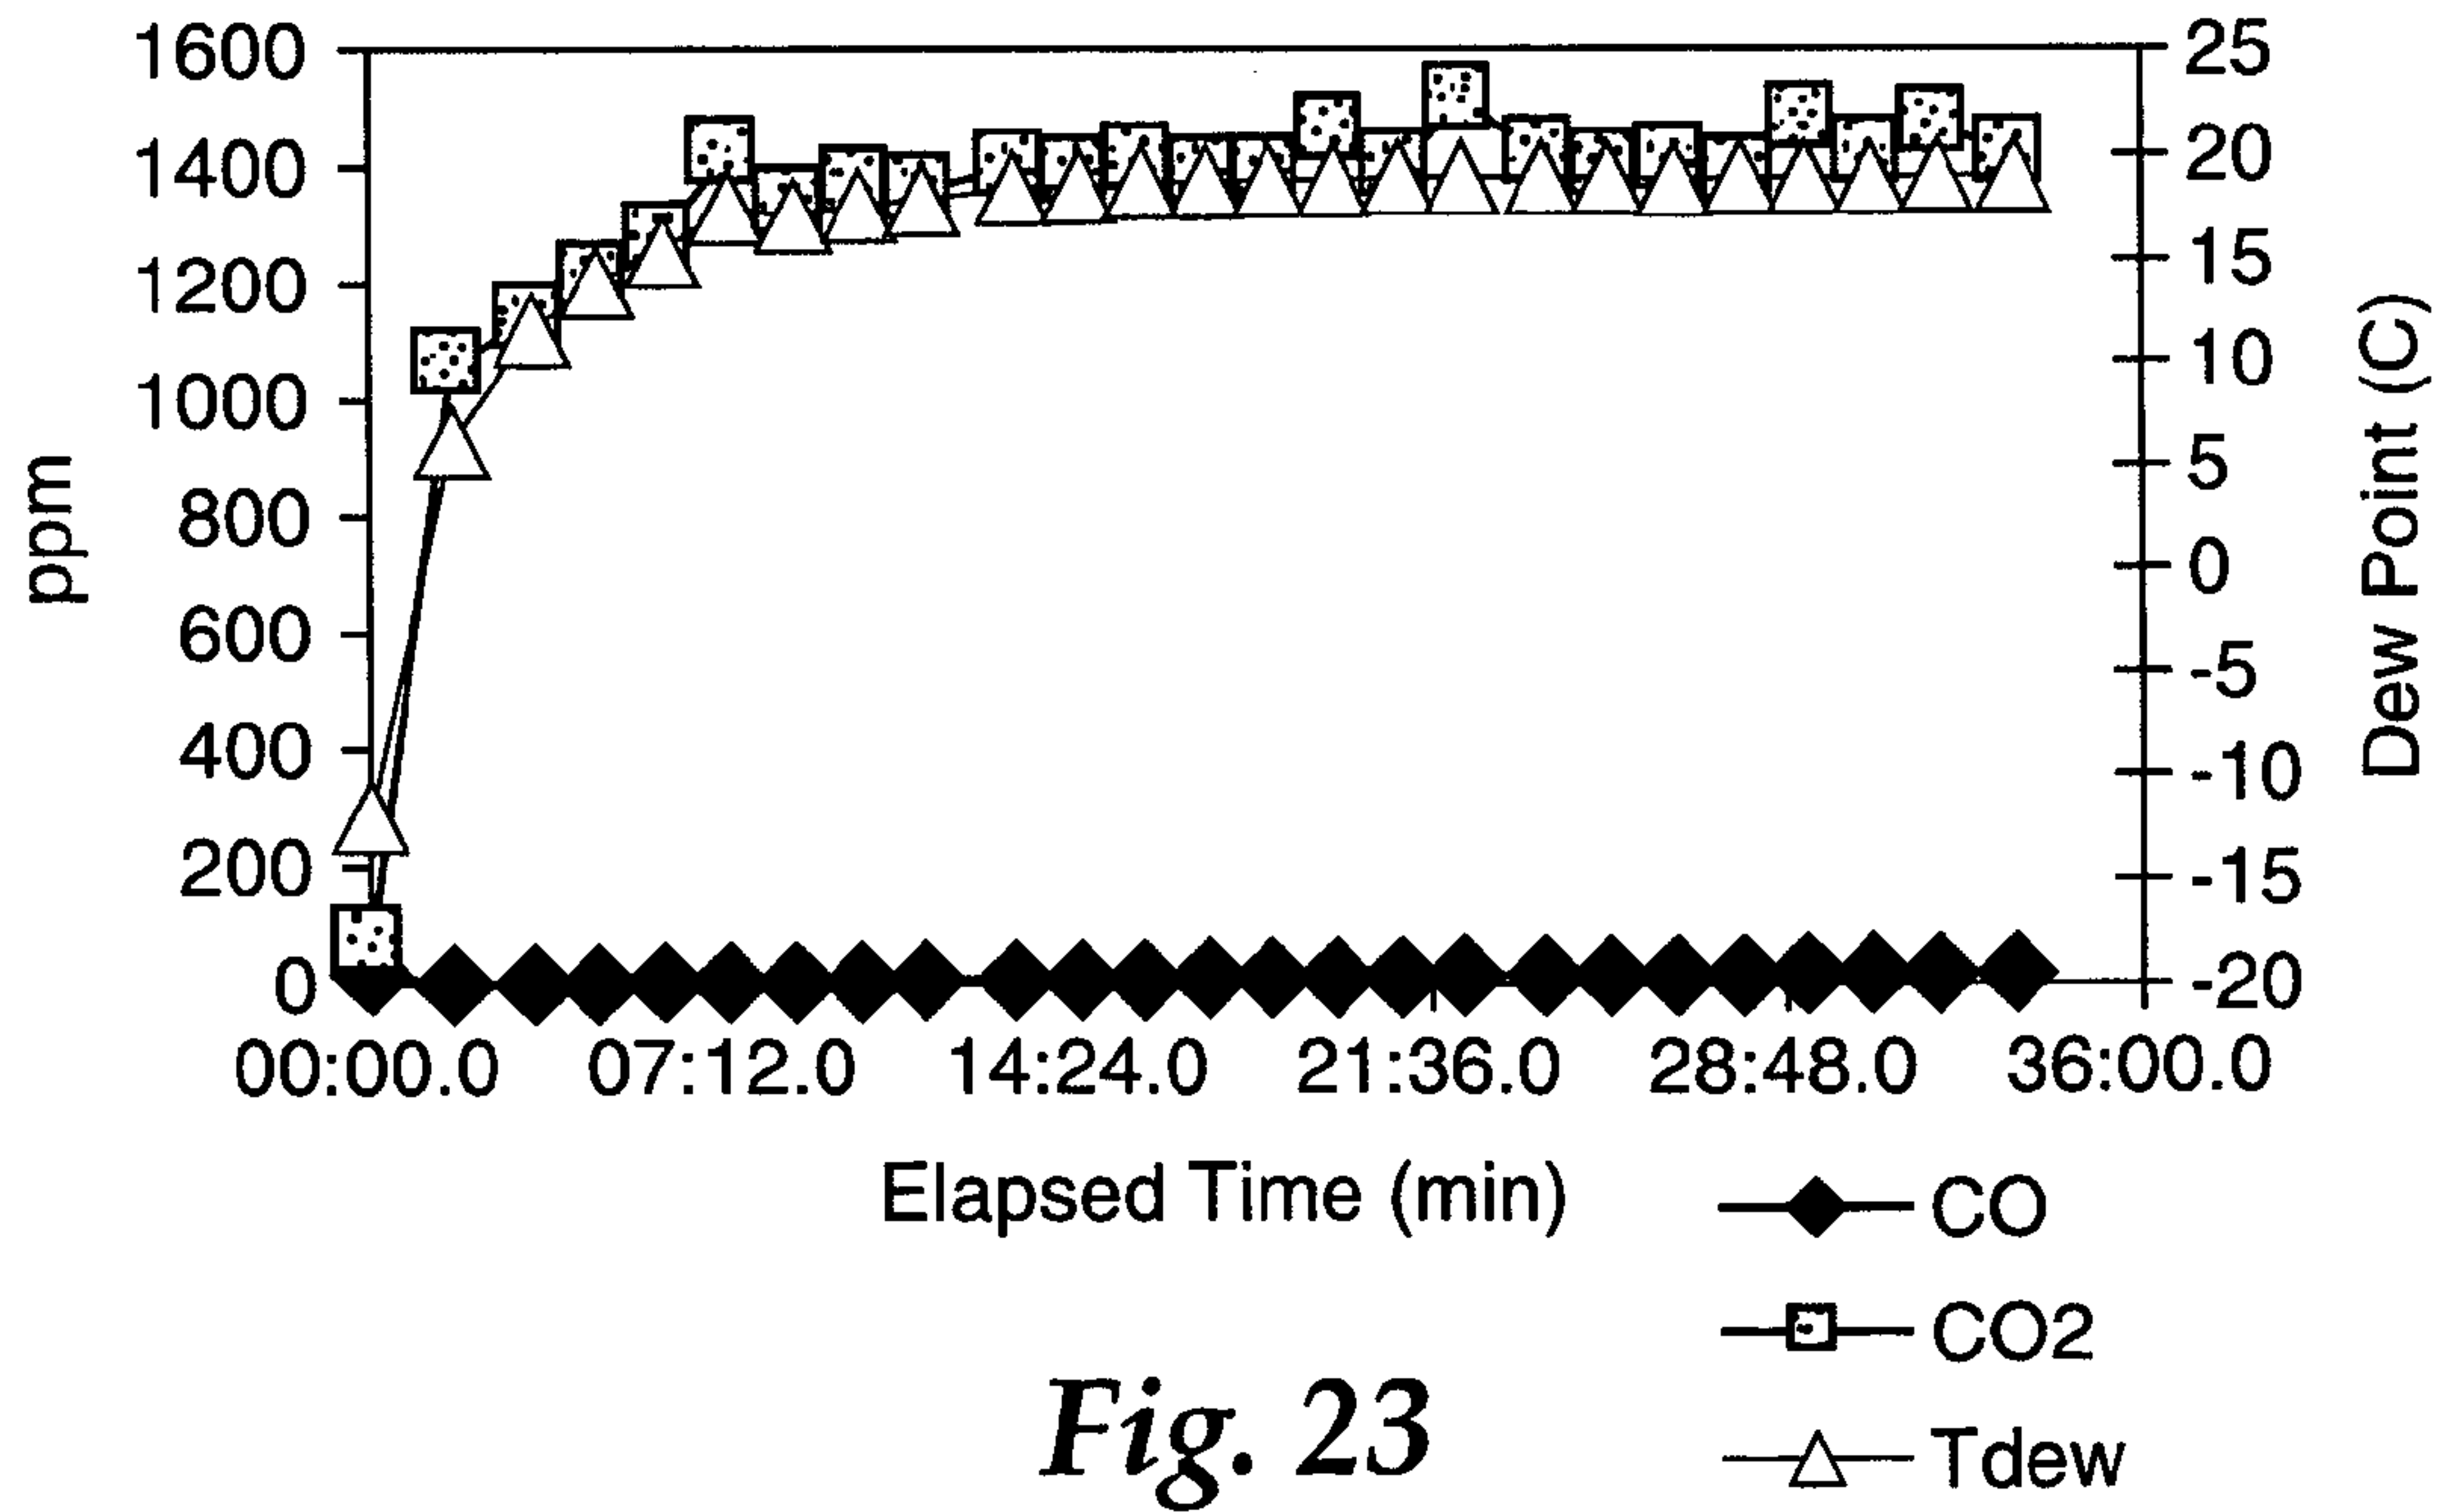 1600
1400
1200
1000
800
600
400
200
0
ppm
25
20
15
10
5
0
-5
-10
-15
-20
Dew Point (C)
00:00.0 07:12.0 14:24.0 21:36.0 28:48.0 36:00.0
Elapsed Time (min)
CO
CO2
Tdew
Fig. 23